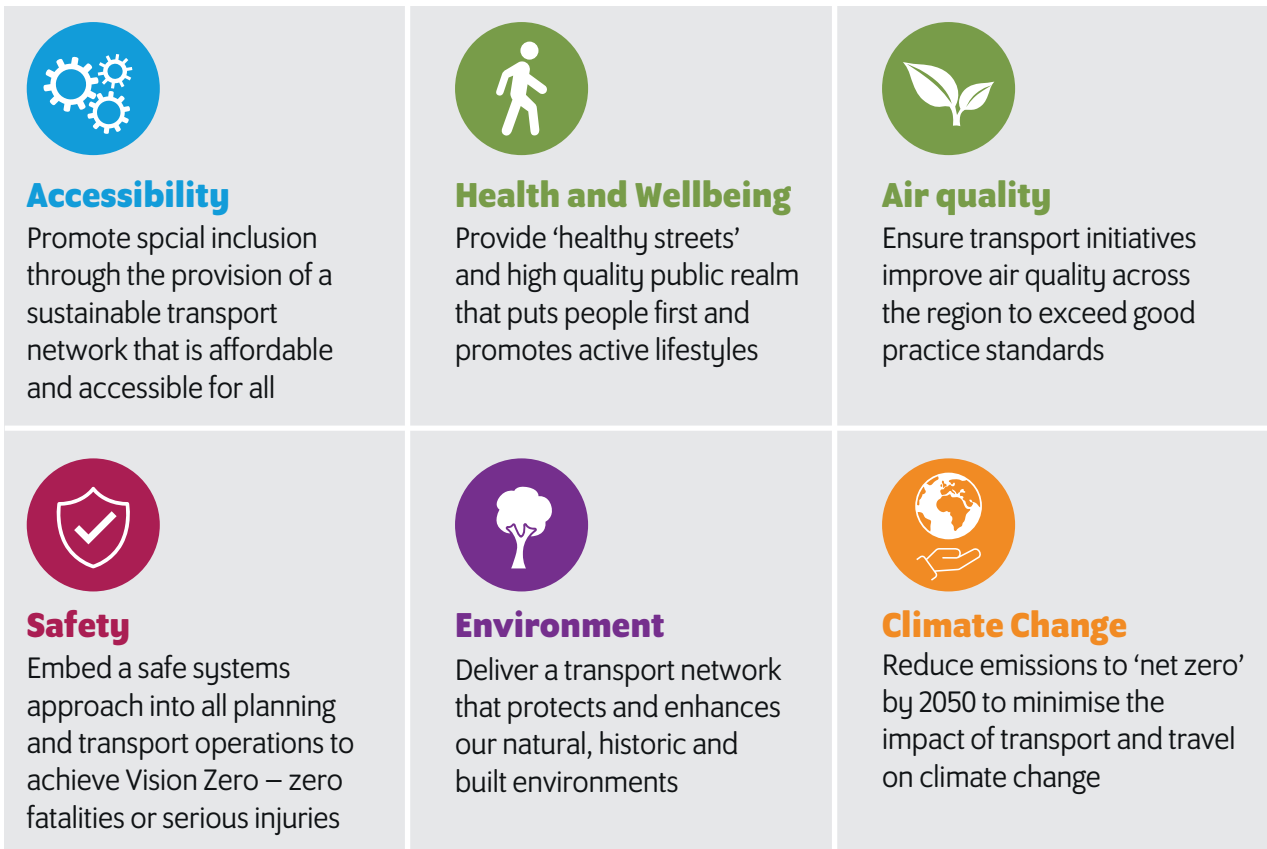 Accessibility
Promote spcial inclusion
through the provision of a
sustainable transport
network that is affordable
and accessible for all
Health and Wellbeing
Provide ‘healthy streets’
and high quality public realm
that puts people first and
promotes active lifestyles
Air quality
Ensure transport initiatives
improve air quality across
the region to exceed good
practice standards
Safety
Embed a safe systems
approach into all planning
and transport operations to
achieve Vision Zero – zero
fatalities or serious injuries
Environment
Deliver a transport network
that protects and enhances
our natural, historic and
built environments
Climate Change
Reduce emissions to ‘net zero’
by 2050 to minimise the
impact of transport and travel
on climate change